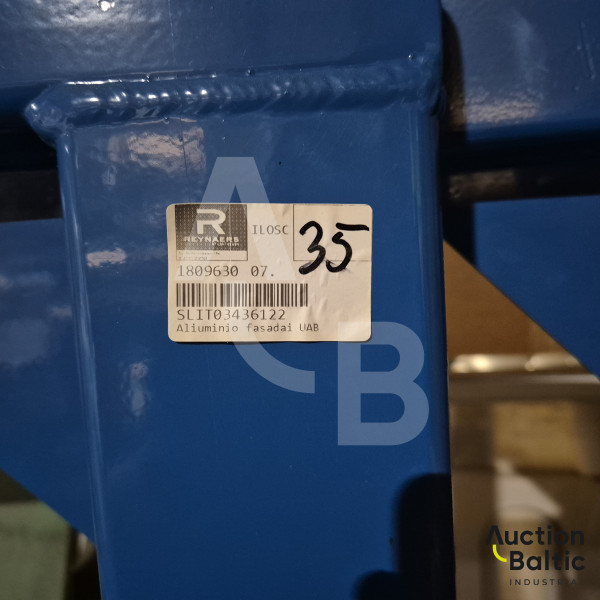 R
REYNAERS
ILOSC
35
1809630 07.
SLIT03436122
Aliuminio fasadai UAB
A
B
Auction
Baltic
INDUSTRIAL